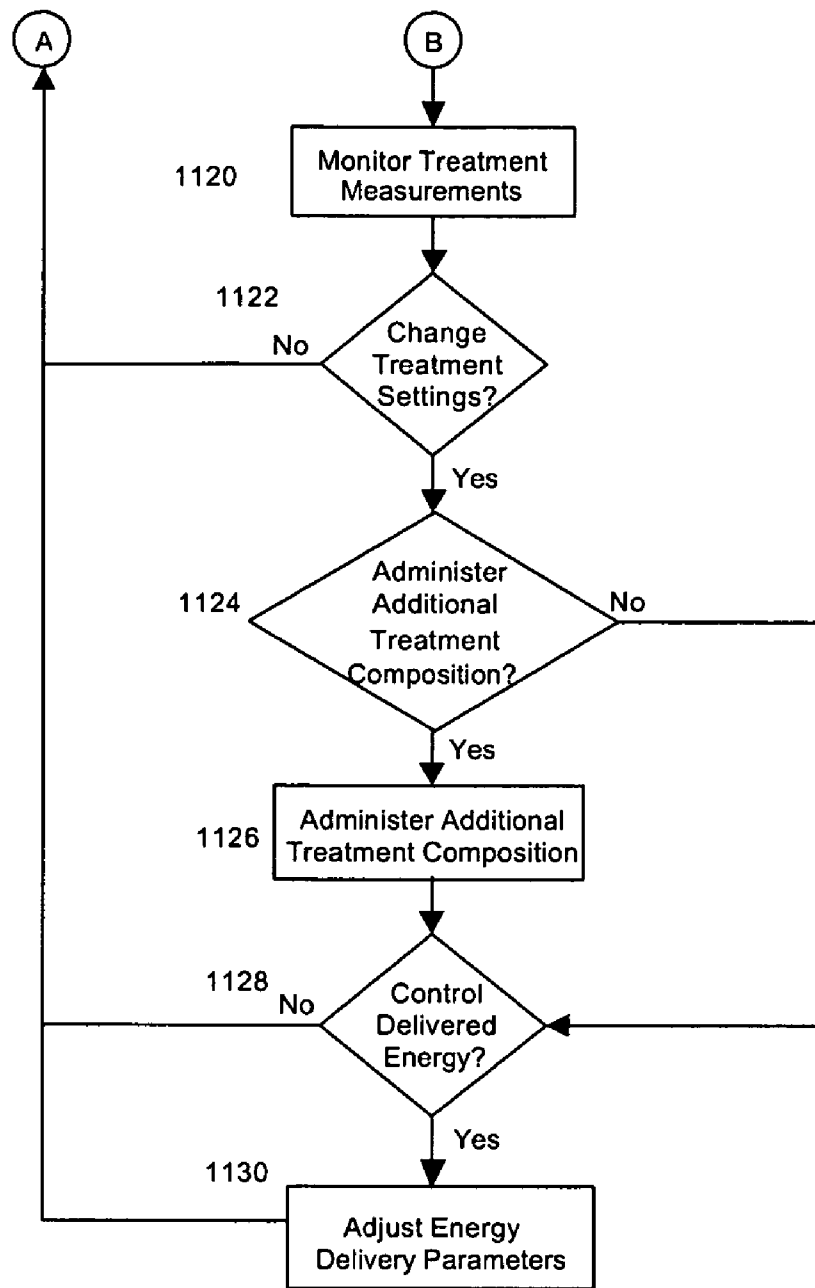 A
B
1120
Monitor Treatment
Measurements
1122
No
Change
Treatment
Settings?
Yes
1124
Administer
Additional
Treatment
Composition?
No
Yes
1126
Administer Additional
Treatment Composition
1128
No
Control
Delivered
Energy?
Yes
1130
Adjust Energy
Delivery Parameters